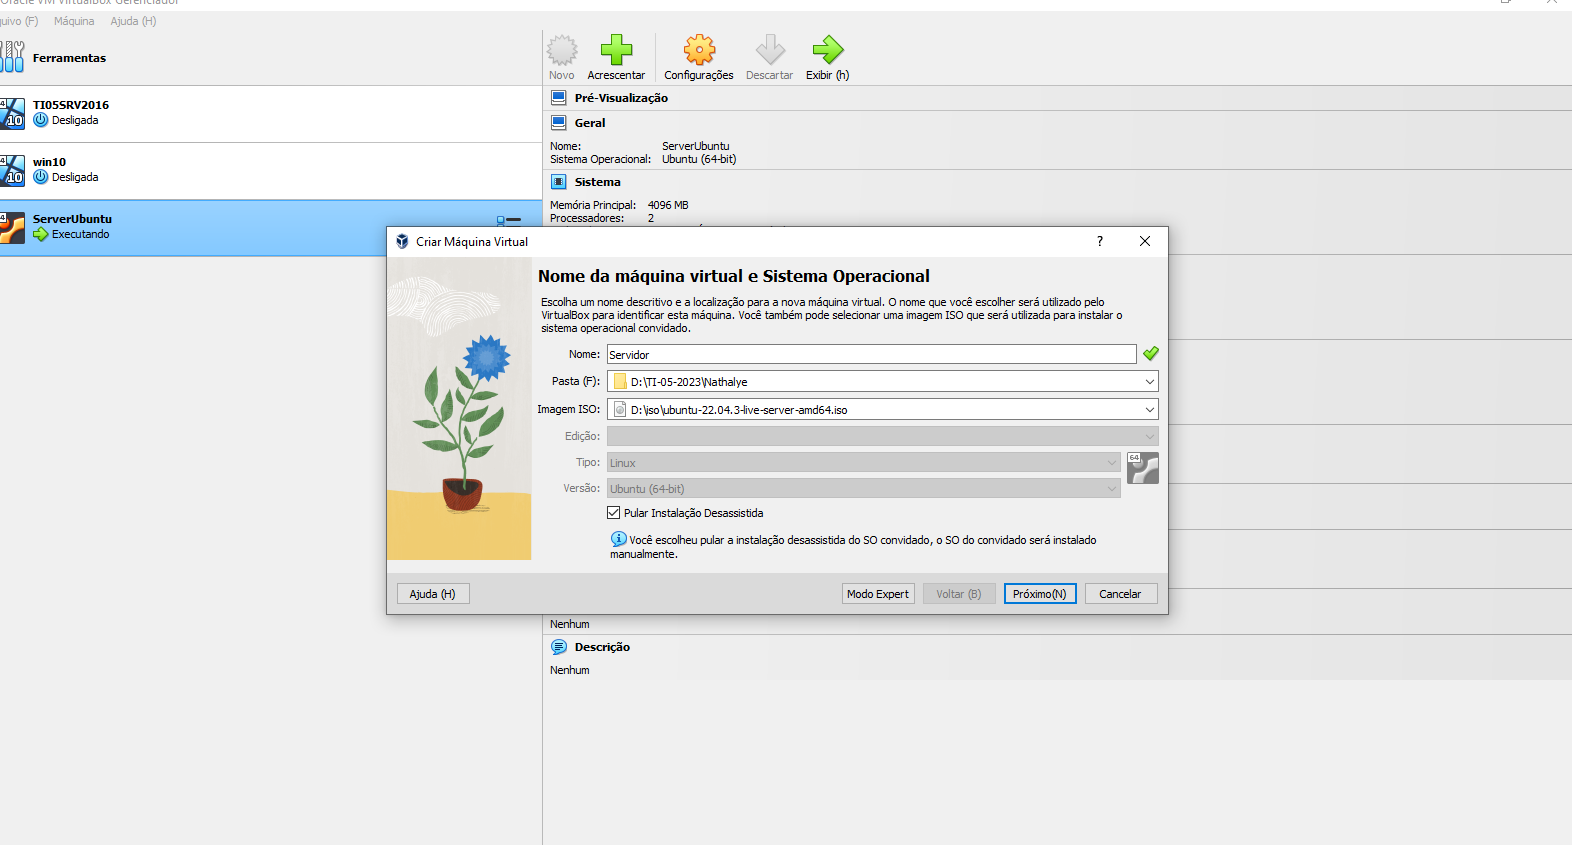 Oracle VM VirtualBox Gerenciador
quivo (F) Máquina Ajuda (H)
Ferramentas
Novo Acrescentar Configurações Descartar Exibir (h)
TI05SRV2016
Desligada
win10
Desligada
ServerUbuntu
Executando
Pré-Visualização
Geral
Nome: ServerUbuntu
Sistema Operacional: Ubuntu (64-bit)
Sistema
Memória Principal: 4096 MB
Processadores: 2
Criar Máquina Virtual
?
Nome da máquina virtual e Sistema Operacional
Escolha um nome descritivo e a localização para a nova máquina virtual. O nome que você escolher será utilizado pelo
VirtualBox para identificar esta máquina. Você também pode selecionar uma imagem ISO que será utilizada para instalar o
sistema operacional convidado.
Nome: Servidor
Pasta (F): D:\TI-05-2023\Nathalye
Imagem ISO: D:\iso\ubuntu-22.04.3-live-server-amd64.iso
Edição:
Tipo: Linux
64
Versão: Ubuntu (64-bit)
Pular Instalação Desassistida
Você escolheu pular a instalação desassistida do SO convidado, o SO do convidado será instalado
manualmente.
Ajuda (H) Modo Expert Voltar (B) Próximo(N) Cancelar
Nenhum
Descrição
Nenhum